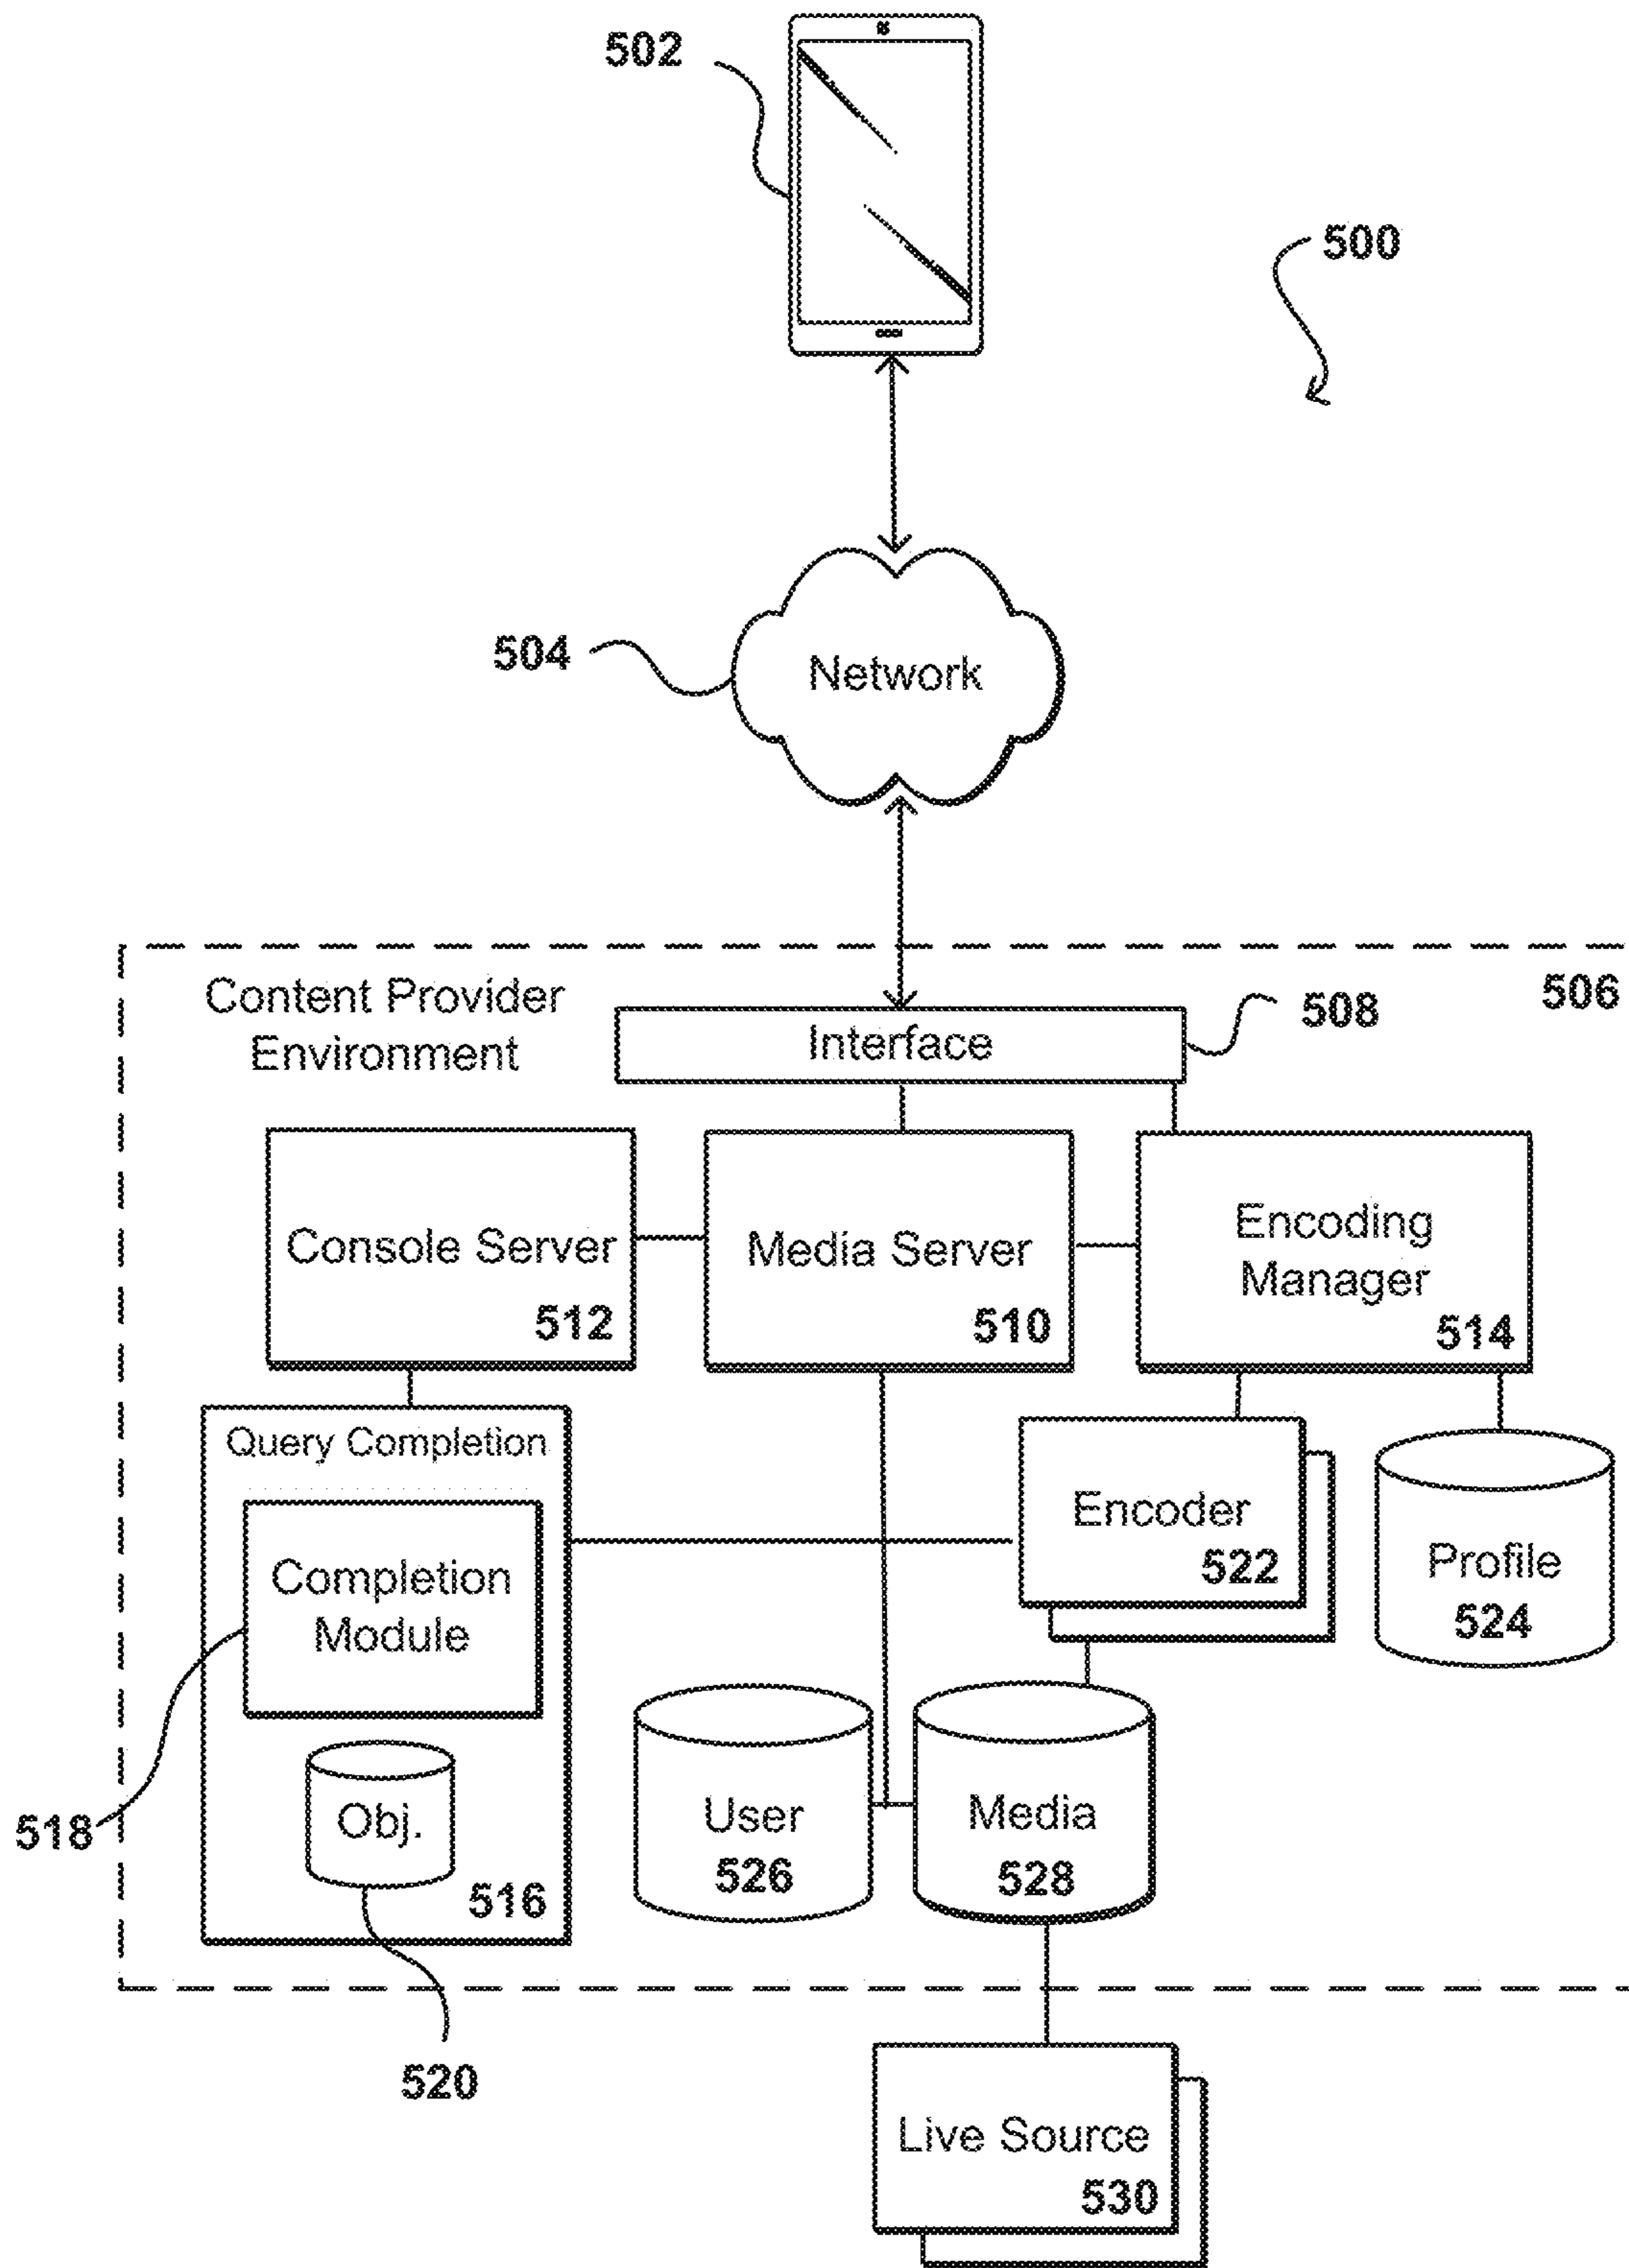 502
500
504
Network
Content Provider
Environment
506
508
Interface
Console Server
512
Media Server
510
Encoding
Manager
514
Query Completion
Completion
Module
Encoder
522
Profile
524
518
Obj.
516
User
526
Media
528
520
Live Source
530